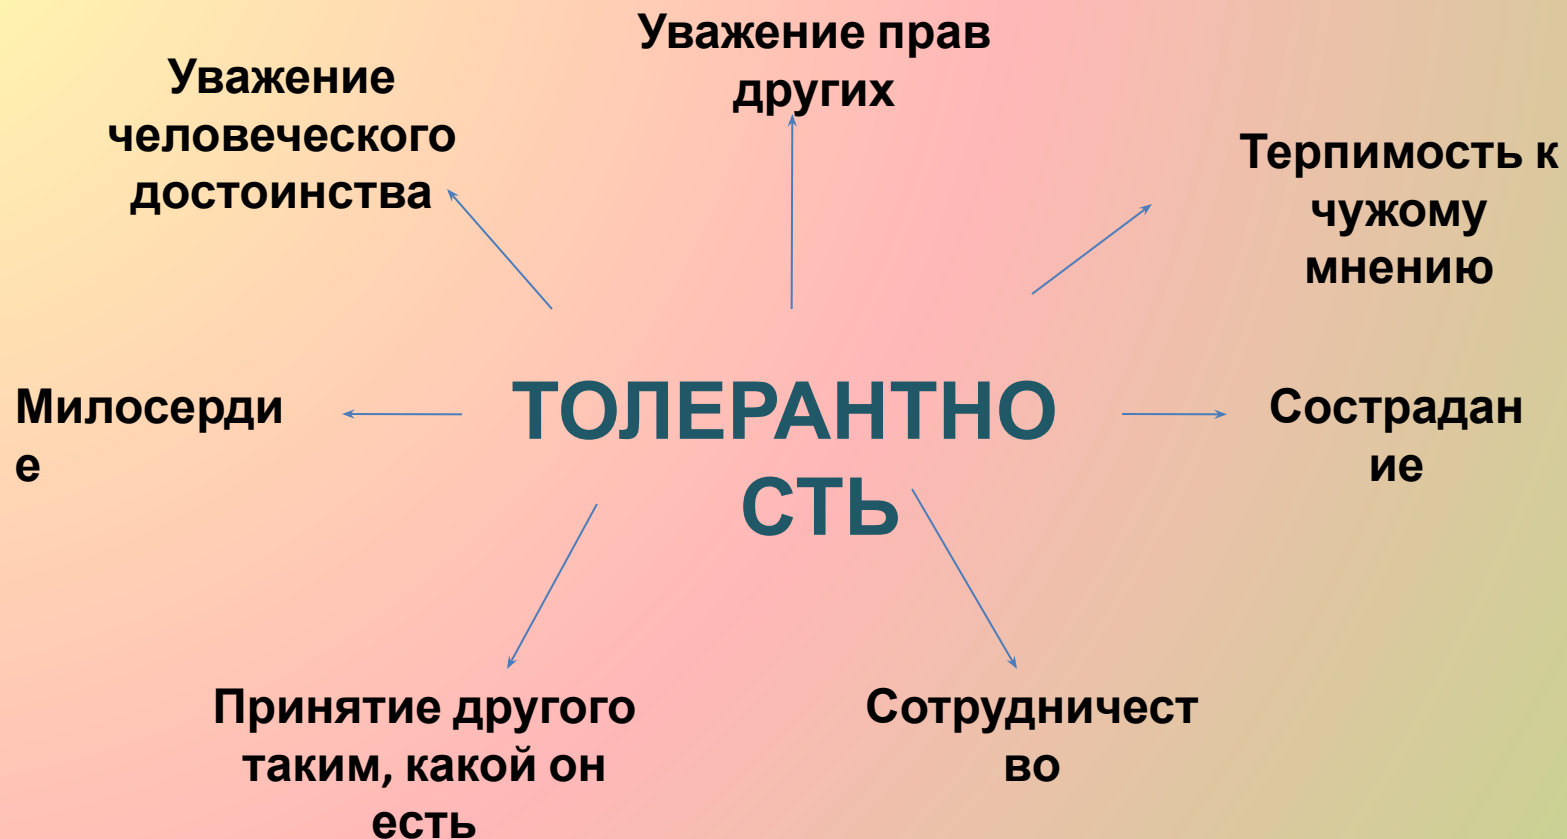 Уважение прав
других
Уважение
человеческого
достоинства
Терпимость к
чужому
мнению
Милосерди
е
ТОЛЕРАНТНО
СТЬ
Сострадан
ие
Принятие другого
таким, какой он
есть
Сотрудничест
во